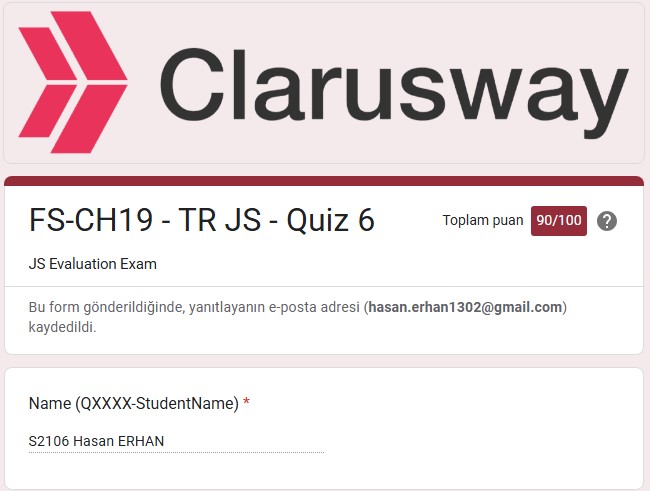 Clarusway
FS-CH19 - TR JS - Quiz 6
Toplam puan 90/100 ?
JS Evaluation Exam
Bu form gönderildiğinde, yanıtlayanın e-posta adresi (hasan.erhan1302@gmail.com)
kaydedildi.
Name (QXXXX-StudentName) *
S2106 Hasan ERHAN